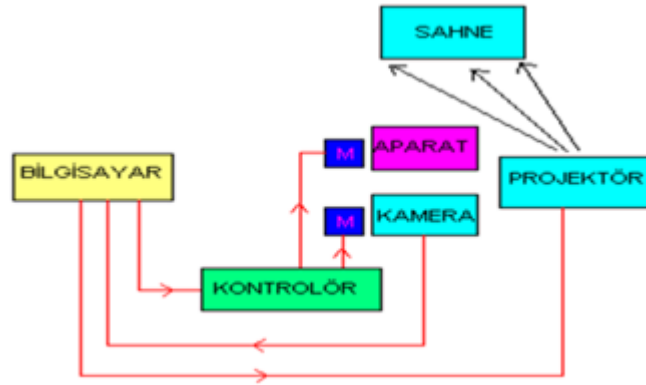 SAHNE
M
APARAT
BİLGİSAYAR
PROJEKTÖR
M
KAMERA
KONTROLÖR